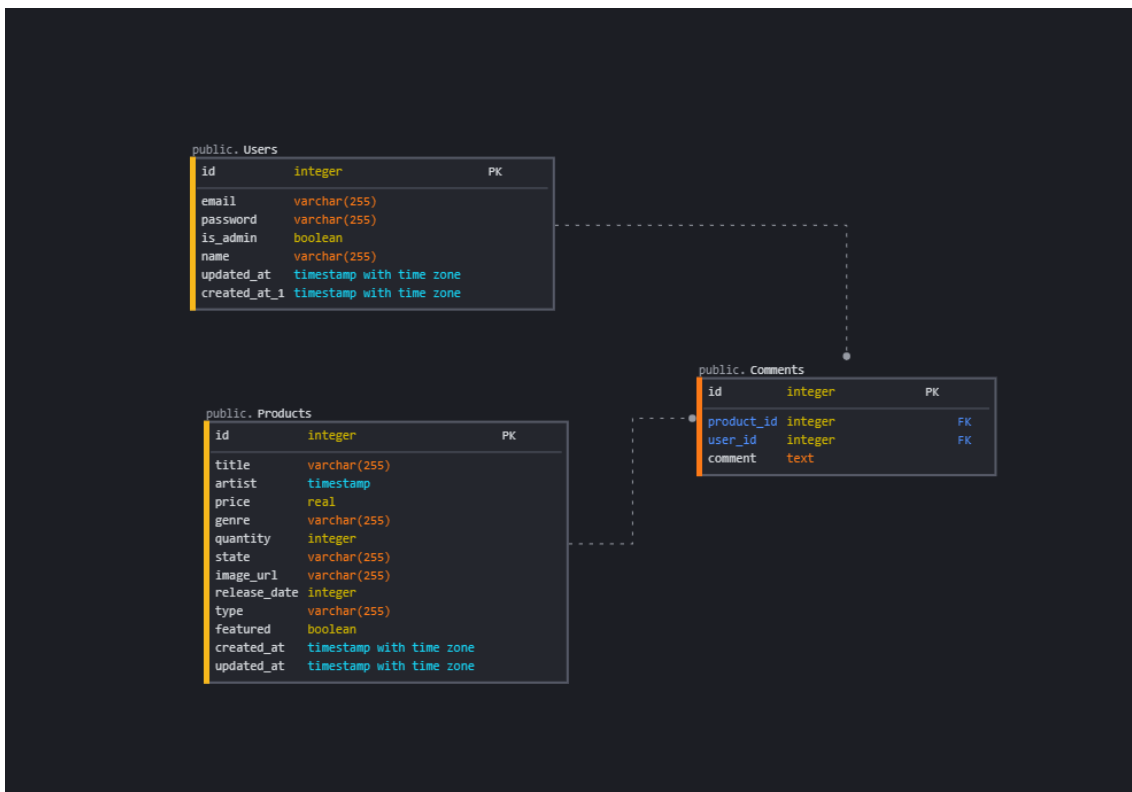 public. Users
id integer PK
email varchar(255)
password varchar(255)
is_admin boolean
name varchar(255)
updated_at timestamp with time zone
created_at_1 timestamp with time zone
public. Comments
id integer PK
product_id integer FK
user_id integer FK
comment text
public. Products
id integer PK
title varchar(255)
artist timestamp
price real
genre varchar(255)
quantity integer
state varchar(255)
image_url varchar(255)
release_date integer
type varchar(255)
featured boolean
created_at timestamp with time zone
updated_at timestamp with time zone